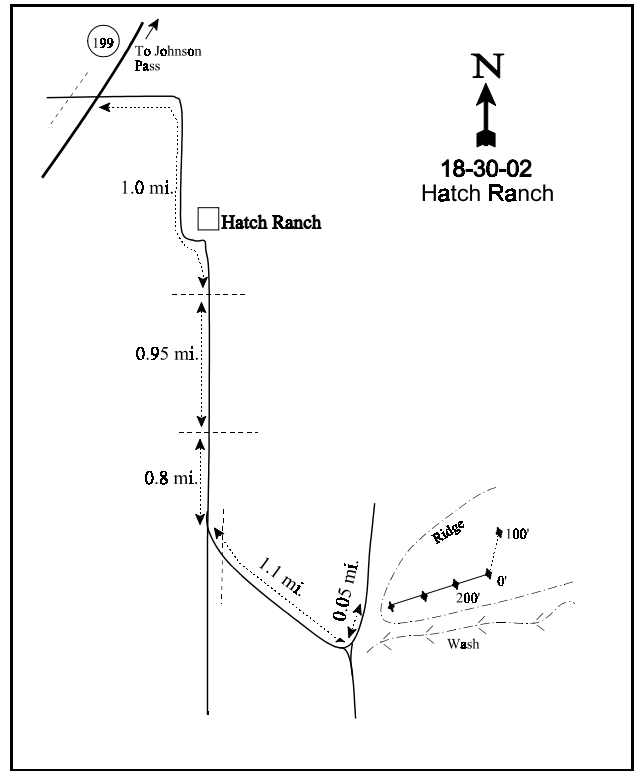 199
To Johnson
Pass
N
18-30-02
Hatch Ranch
1.0 mi.
Hatch Ranch
0.95 mi.
0.8 mi.
1.1 mi.
0.05 mi.
Ridge
100'
0'
200'
Wash